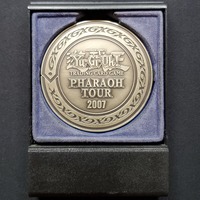 Yu-Gi-Oh!
TRADING CARD GAME
PHARAOH
TOUR
2007